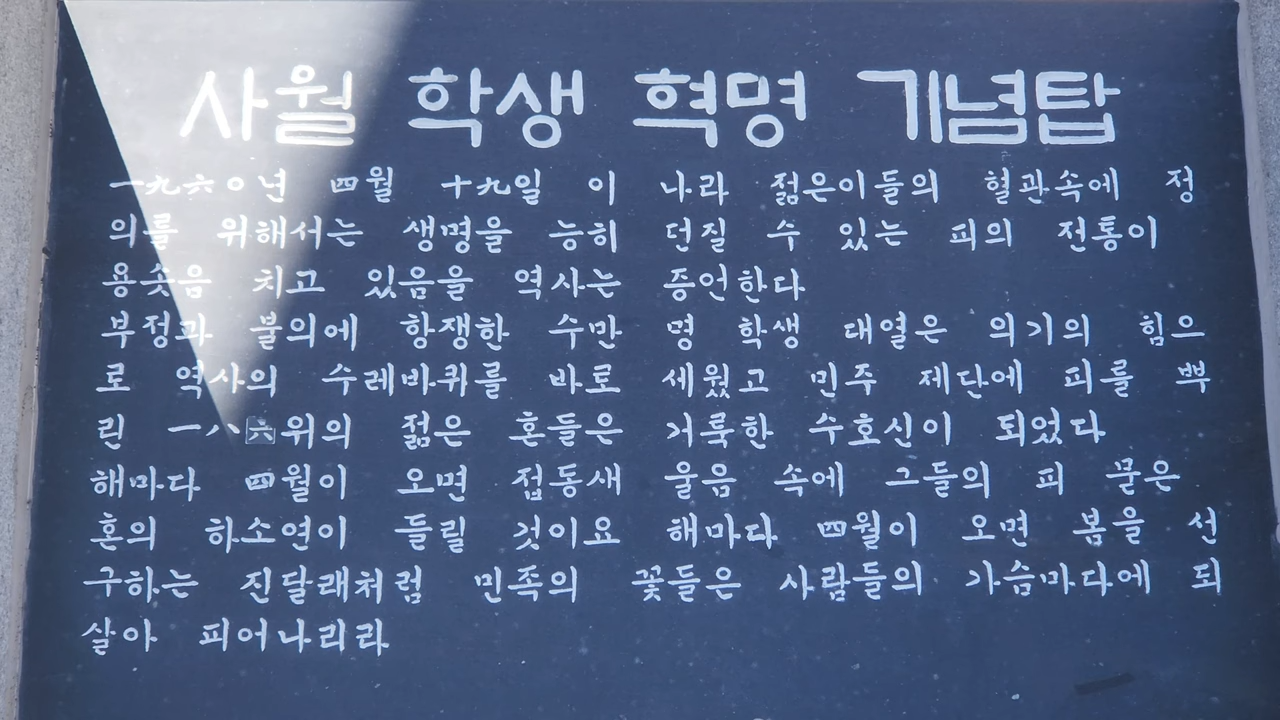 사월 학생 혁명 기념탑
一九六○년 四월 十九일 이 나라 젊은이들의 혈관속에 정
의를 위해서는 생명을 능히 던질 수 있는 피의 전통이
용솟음 치고 있음을 역사는 증언한다
부정과 불의에 항쟁한 수만 명 학생 대열은 의기의 힘으
로 역사의 수레바퀴를 바로 세웠고 민주 제단에 피를 뿌
린 一八六위의 젊은 혼들은 거룩한 수호신이 되었다
해마다 四월이 오면 접동새 울음 속에 그들의 피 묻은
혼의 하소연이 들릴 것이요 해마다 四월이 오면 봄을 선
구하는 진달래처럼 민족의 꽃들은 사람들의 가슴마다에 되
살아 피어나리라